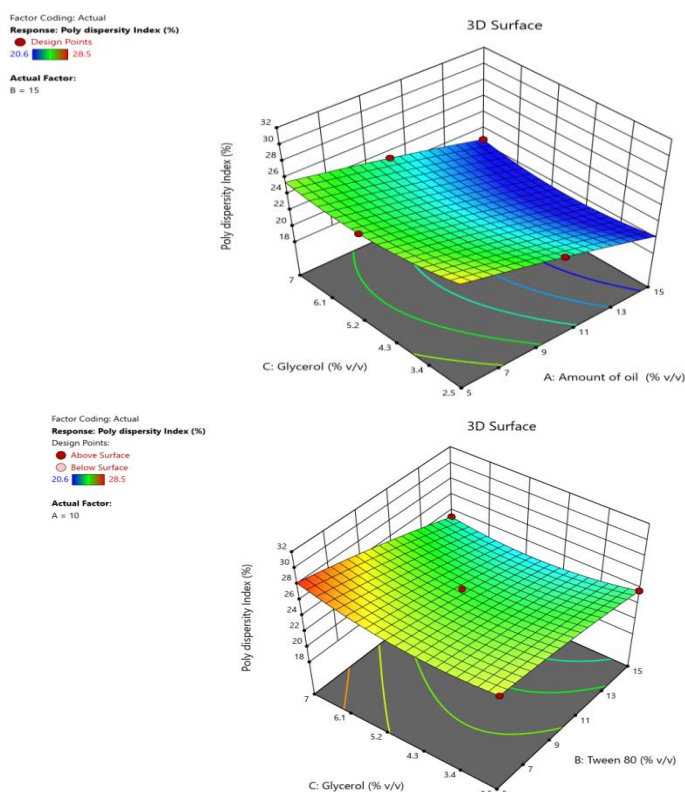 Factor Coding: Actual
Response: Poly dispersity Index (%)
Design Points
20.6 28.5
Actual Factor:
B = 15
3D Surface
Poly dispersity Index (%)
32
30
28
26
24
22
20
18
7
6.1
5.2
4.3
3.4
2.5
C: Glycerol (% v/v)
5
7
9
11
13
15
A: Amount of oil (% v/v)
Factor Coding: Actual
Response: Poly dispersity Index (%)
Design Points:
Above Surface
Below Surface
20.6 28.5
Actual Factor:
A = 10
3D Surface
Poly dispersity Index (%)
32
30
28
26
24
22
20
18
7
6.1
5.2
4.3
3.4
C: Glycerol (% v/v)
7
9
11
13
15
B: Tween 80 (% v/v)